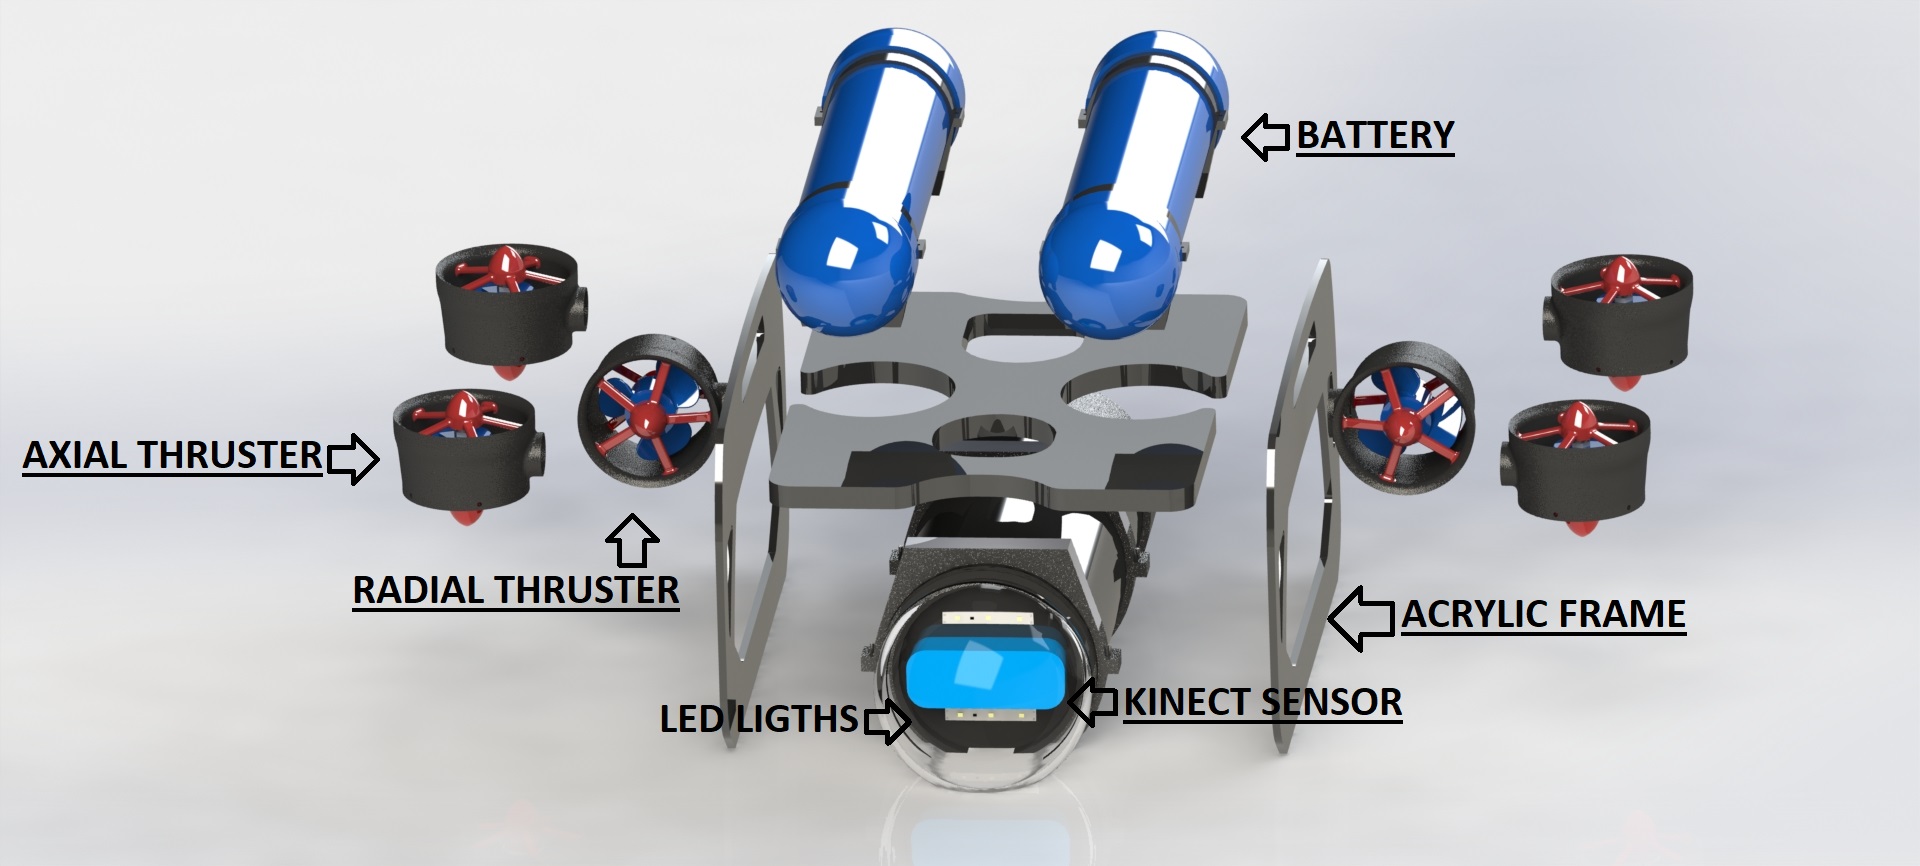 BATTERY
AXIAL THRUSTER
RADIAL THRUSTER
ACRYLIC FRAME
KINECT SENSOR
LED LIGTHS